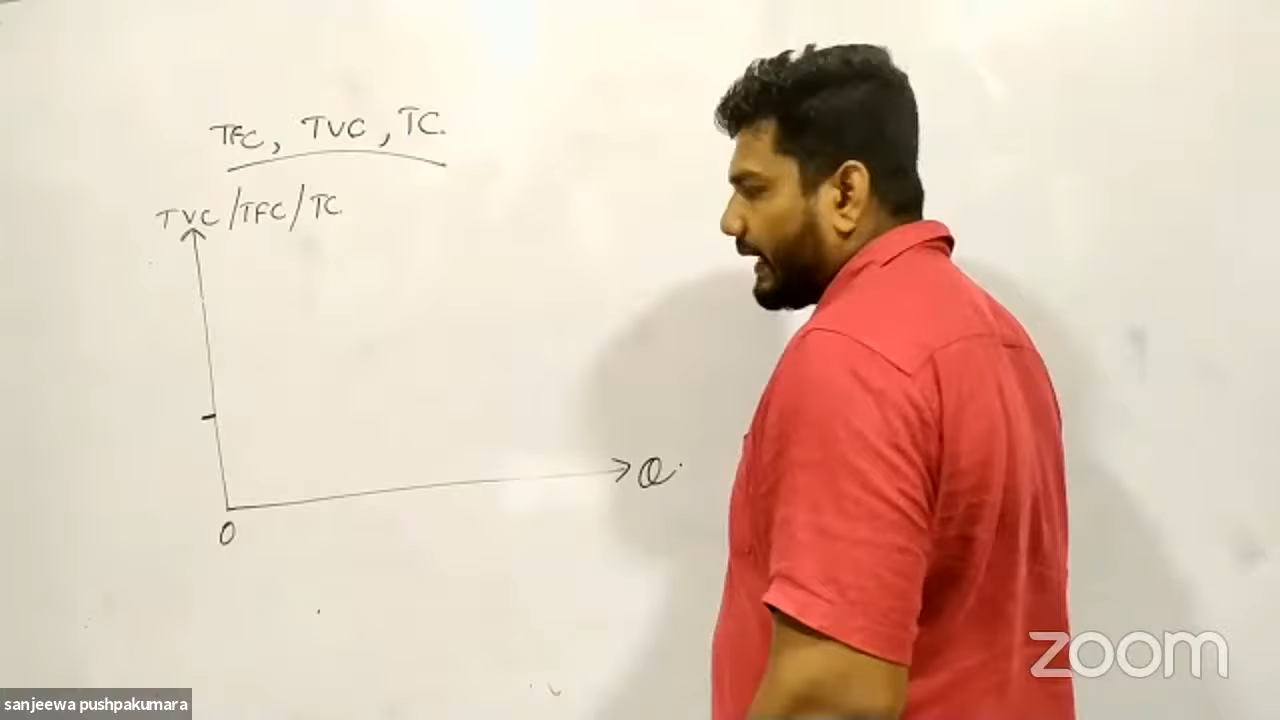 TFC, TVC, TC.
TVC/TFC/TC.
Q.
0
zoom
sanjeewa pushpakumara